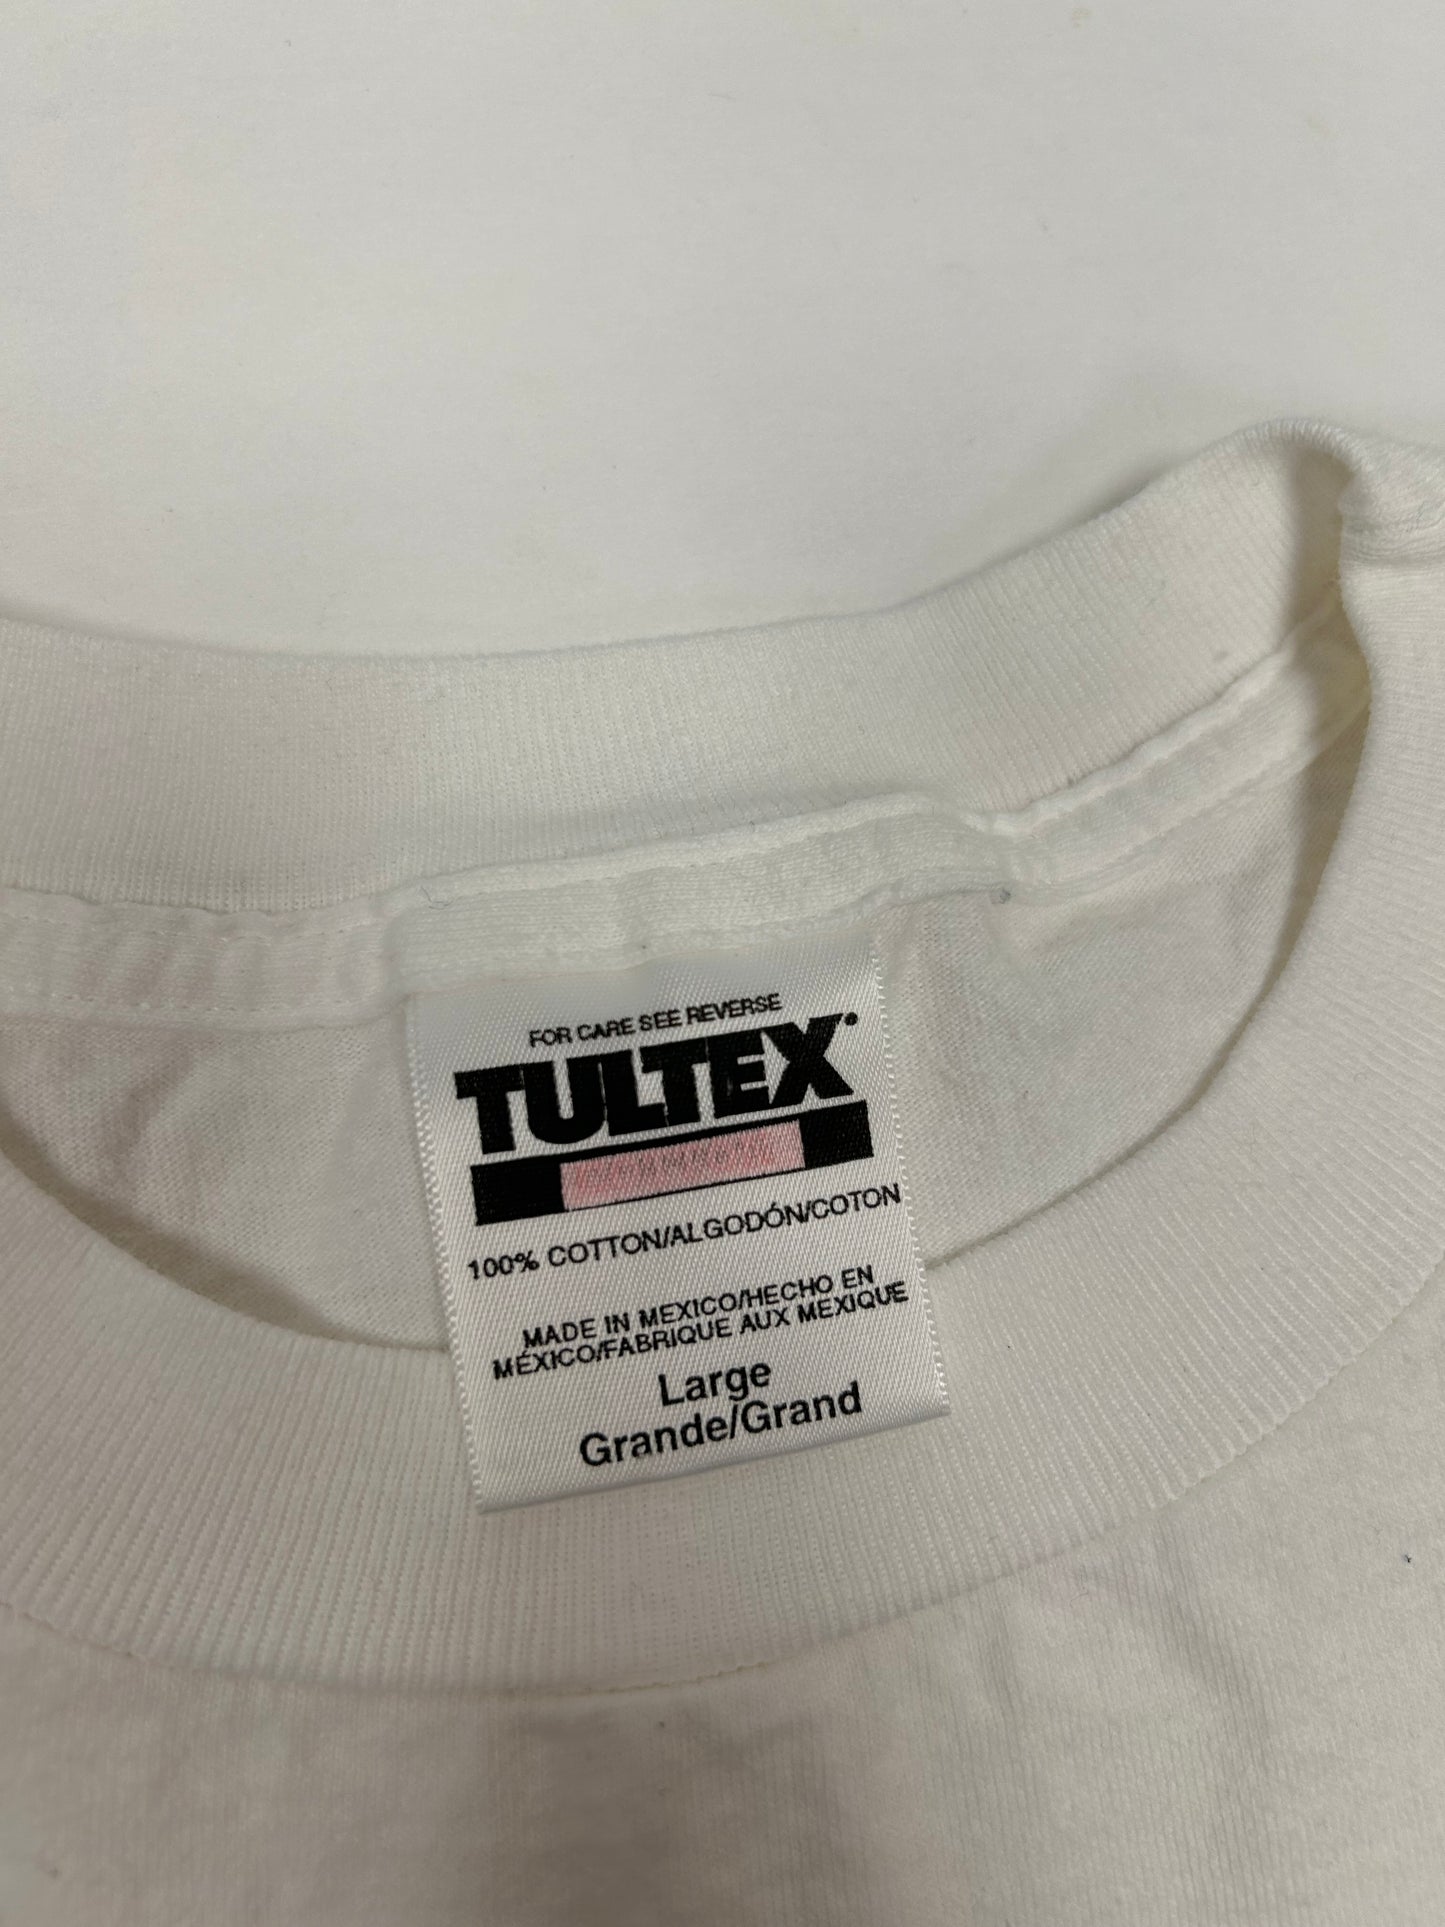 FOR CARE SEE REVERSE
TULTEX®
100% COTTON/ALGODÓN/COTON
MADE IN MEXICO/HECHO EN
MÉXICO/FABRIQUE AUX MEXIQUE
Large
Grande/Grand